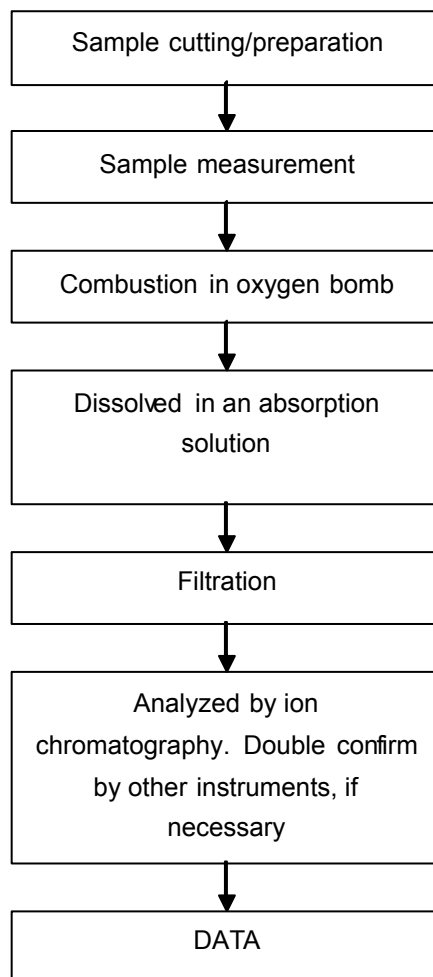 Sample cutting/preparation
Sample measurement
Combustion in oxygen bomb
Dissolved in an absorption
solution
Filtration
Analyzed by ion
chromatography. Double confirm
by other instruments, if
necessary
DATA